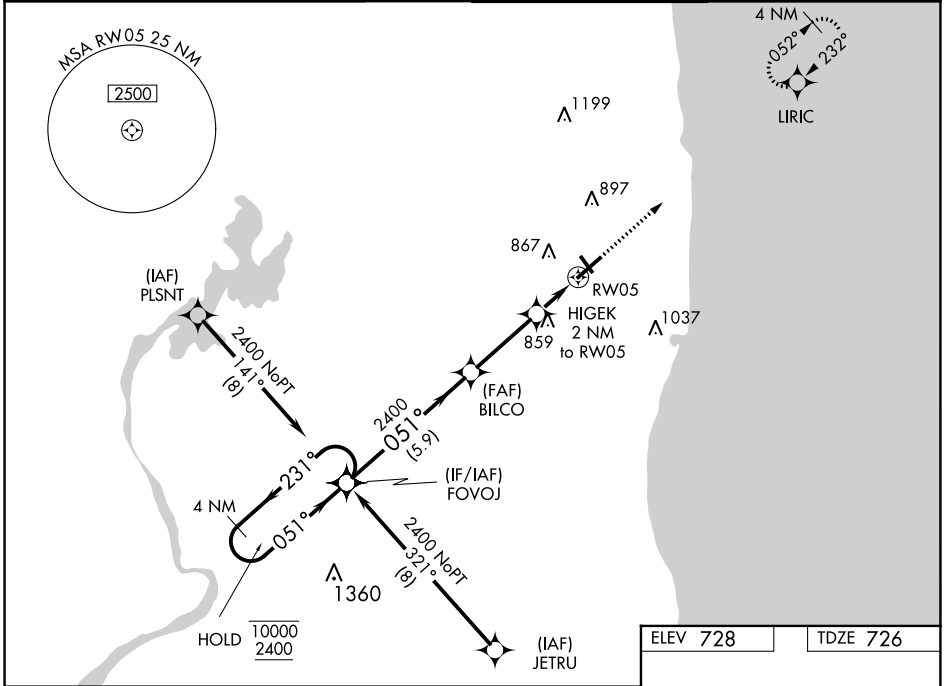 MSA RW05 25 NM
2500
4 NM
052°
232°
LIRIC
1199
897
867
RW05
HIGEK
2 NM
to RW05
859
1037
(IAF)
PLSNT
2400 NoPT
141°
(8)
(FAF)
BILCO
2400
051°
(5.9)
(IF/IAF)
FOVOJ
231°
4 NM
051°
2400 NoPT
321°
(8)
1360
HOLD
10000
2400
(IAF)
JETRU
ELEV 728
TDZE 726